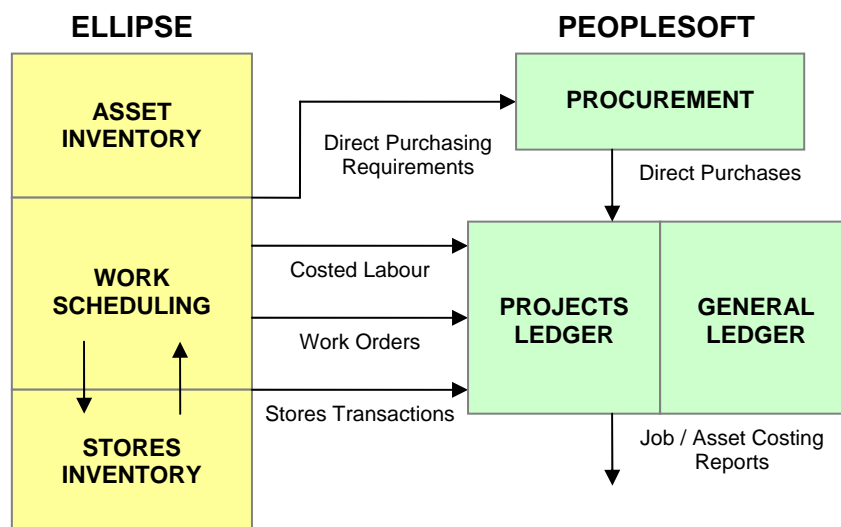 ELLIPSE
PEOPLESOFT
ASSET
INVENTORY
PROCUREMENT
Direct Purchasing
Requirements
Direct Purchases
WORK
SCHEDULING
Costed Labour
Work Orders
Stores Transactions
PROJECTS
LEDGER
GENERAL
LEDGER
STORES
INVENTORY
Job / Asset Costing
Reports